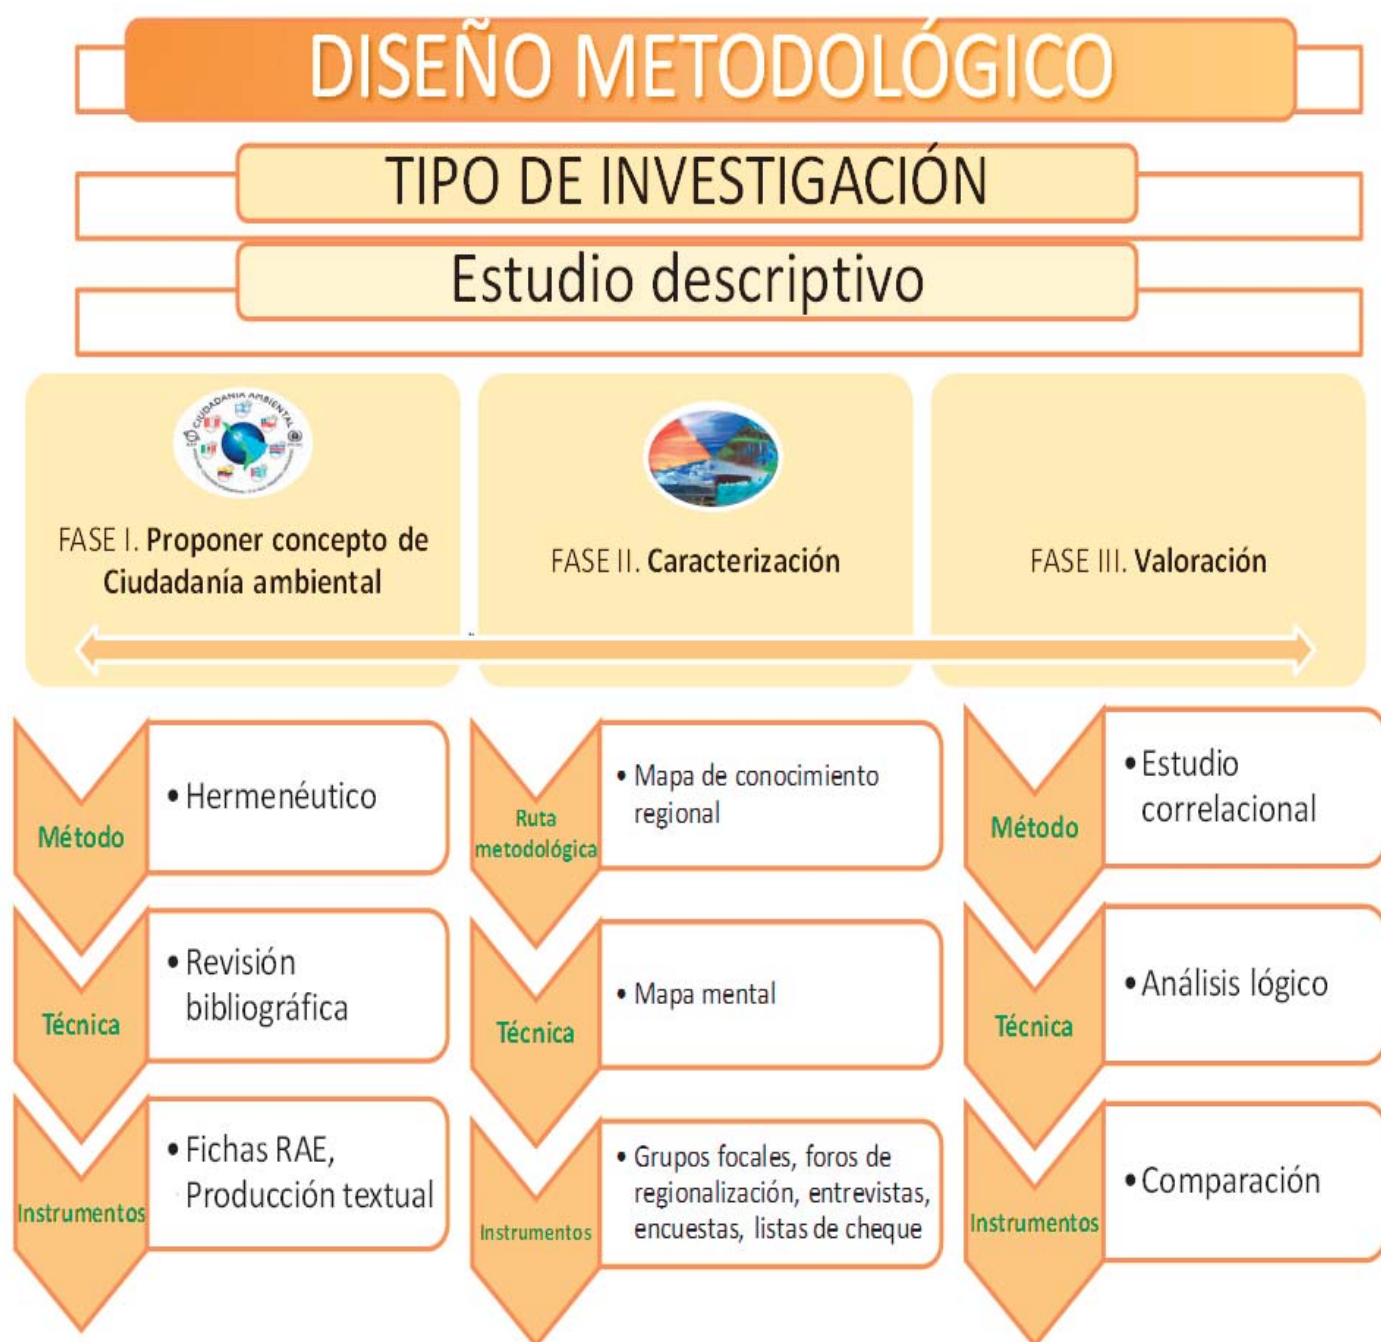 DISEÑO METODOLÓGICO
TIPO DE INVESTIGACIÓN
Estudio descriptivo
CIUDADANÍA AMBIENTAL
FASE I. Proponer concepto de
Ciudadanía ambiental
FASE II. Caracterización
FASE III. Valoración
Método
• Hermenéutico
Técnica
• Revisión
bibliográfica
Instrumentos
• Fichas RAE,
Producción textual
Ruta
metodológica
• Mapa de conocimiento
regional
Técnica
• Mapa mental
Instrumentos
• Grupos focales, foros de
regionalización, entrevistas,
encuestas, listas de cheque
Método
• Estudio
correlacional
Técnica
• Análisis lógico
Instrumentos
• Comparación